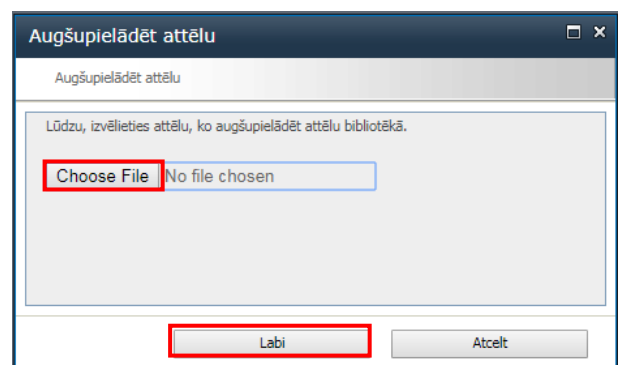 Augšupielādēt attēlu
Augšupielādēt attēlu
Lūdzu, izvēlieties attēlu, ko augšupielādēt attēlu bibliotēkā.
Choose File No file chosen
Labi Atcelt